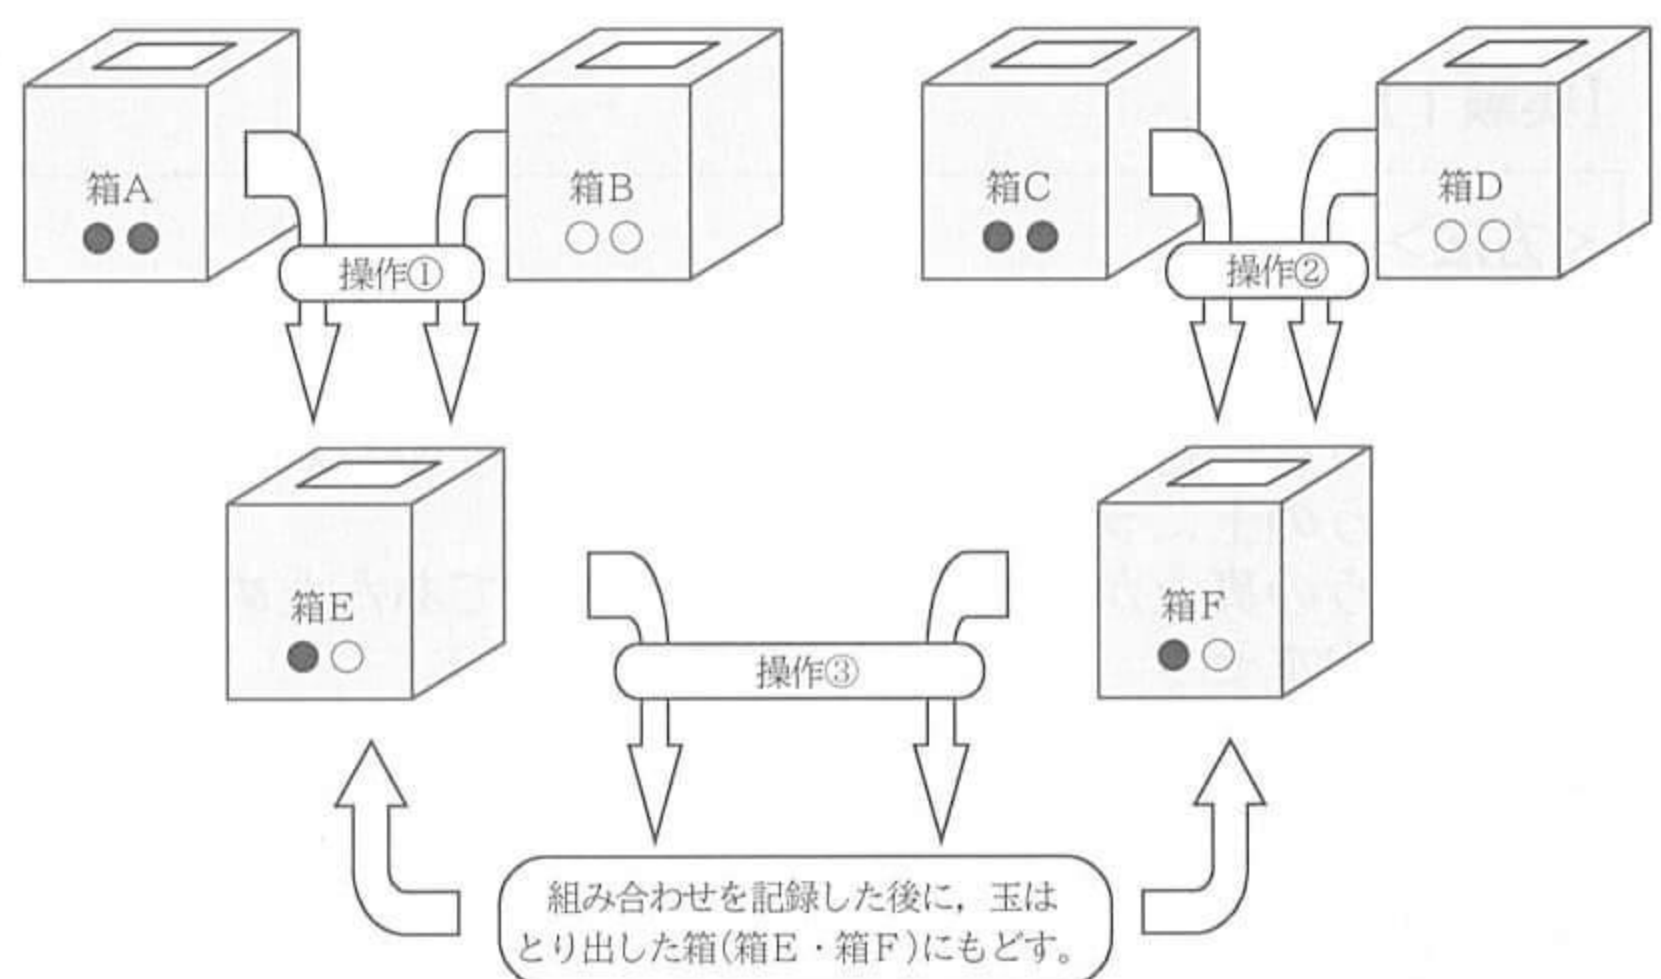 箱A
箱B
箱C
箱D
操作①
操作②
箱E
箱F
操作③
組み合わせを記録した後に，玉は
とり出した箱(箱E・箱F)にもどす。